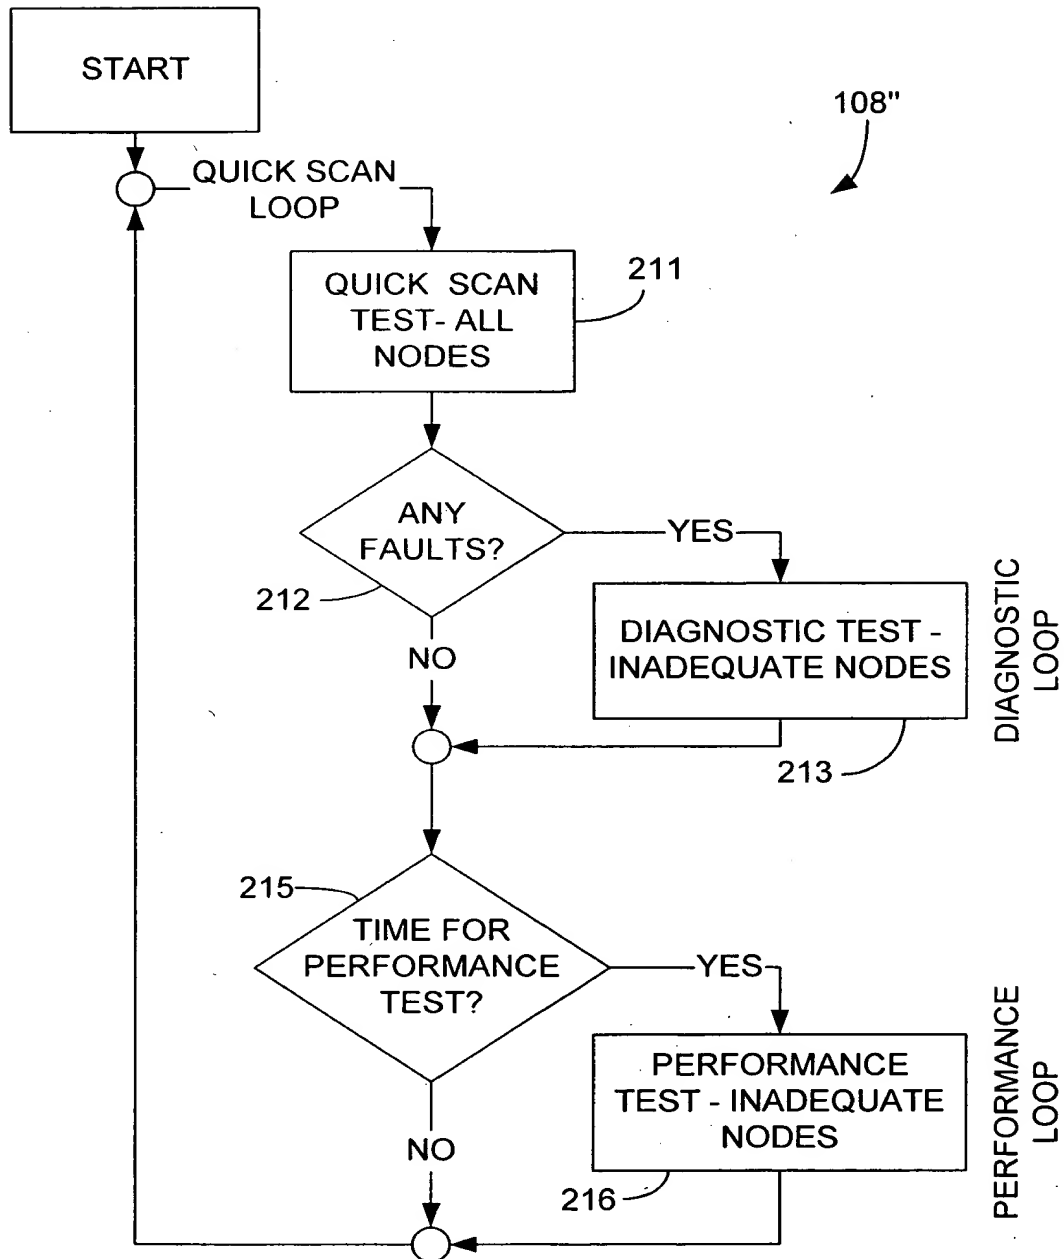 START
108"
QUICK SCAN
LOOP
QUICK SCAN
TEST- ALL
NODES
211
ANY
FAULTS?
YES
212
NO
DIAGNOSTIC TEST -
INADEQUATE NODES
DIAGNOSTIC
LOOP
213
215
TIME FOR
PERFORMANCE
TEST?
YES
NO
PERFORMANCE
TEST - INADEQUATE
NODES
PERFORMANCE
LOOP
216